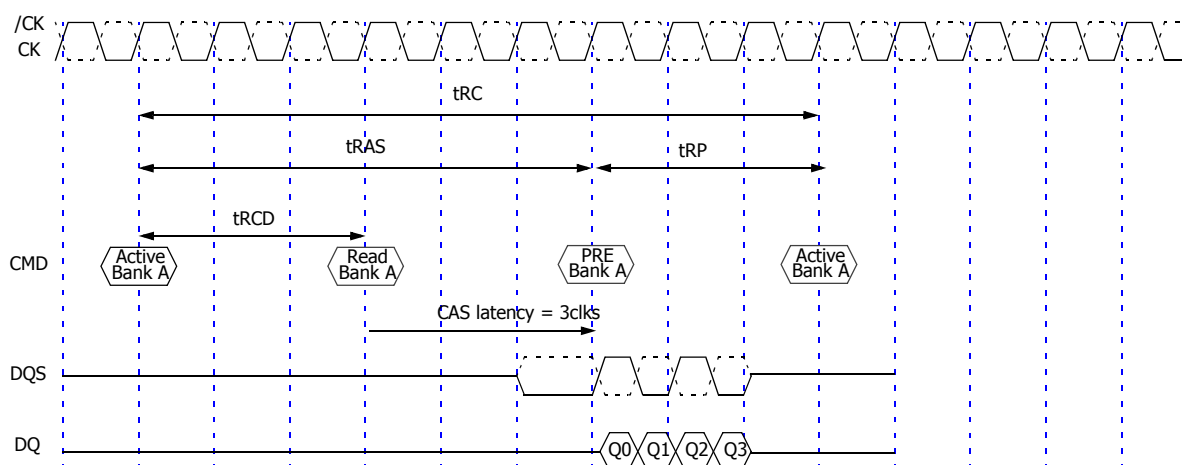 /CK
CK
tRC
tRAS
tRP
tRCD
CMD
Active
Bank A
Read
Bank A
PRE
Bank A
Active
Bank A
CAS latency = 3clks
DQS
DQ
Q0
Q1
Q2
Q3